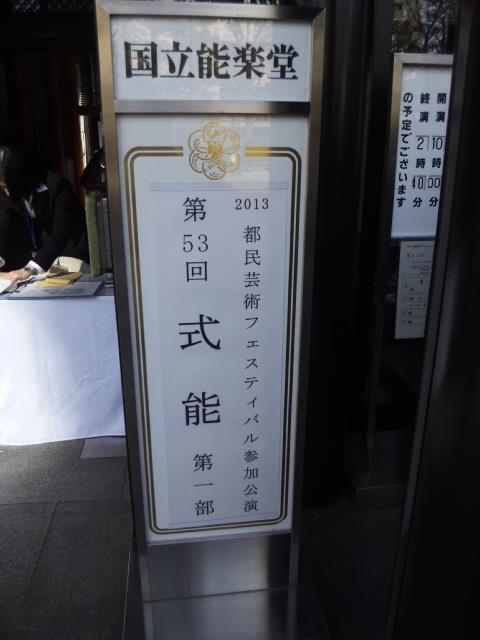 国立能楽堂
2013 都民芸術フェスティバル参加公演
第53回 式能 第一部
開演 10時00分
終演 2時40分
の予定でございます